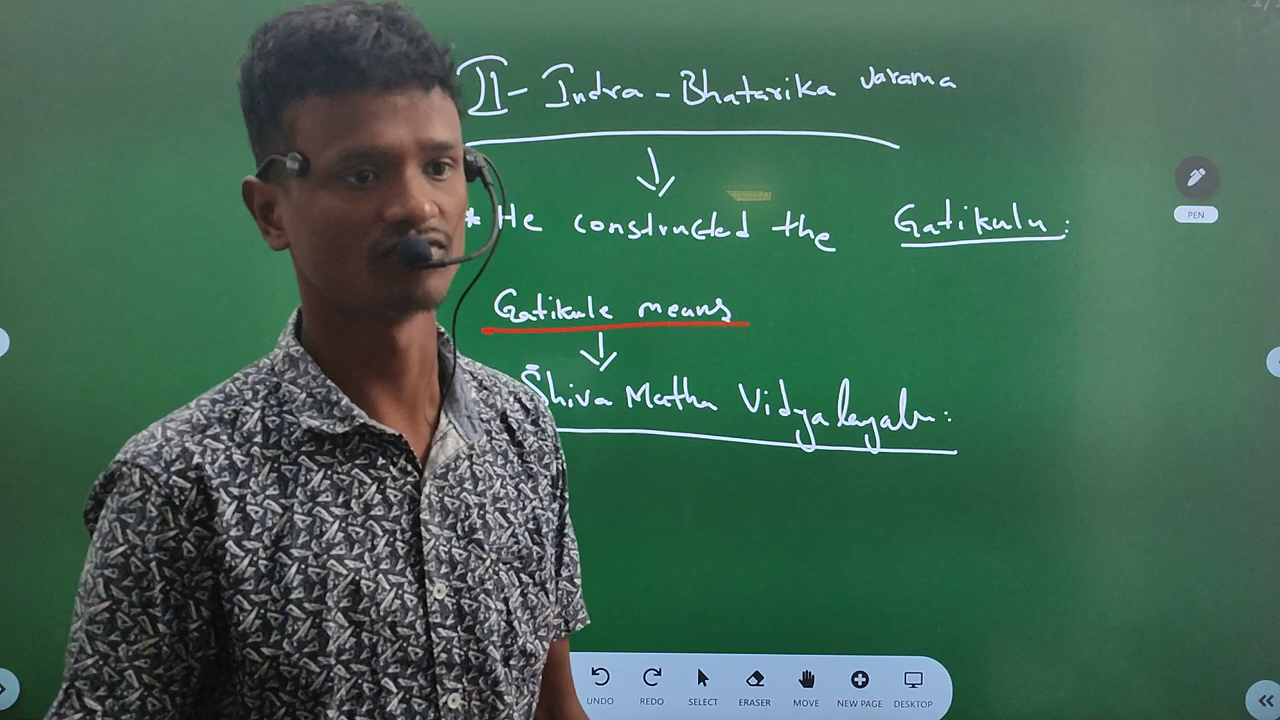 II - Indra - Bhatarika varama
* He constructed the Gatikulu:
Gatikule means
Shiva Matha Vidyalayalu:
PEN
UNDO REDO SELECT ERASER MOVE NEW PAGE DESKTOP